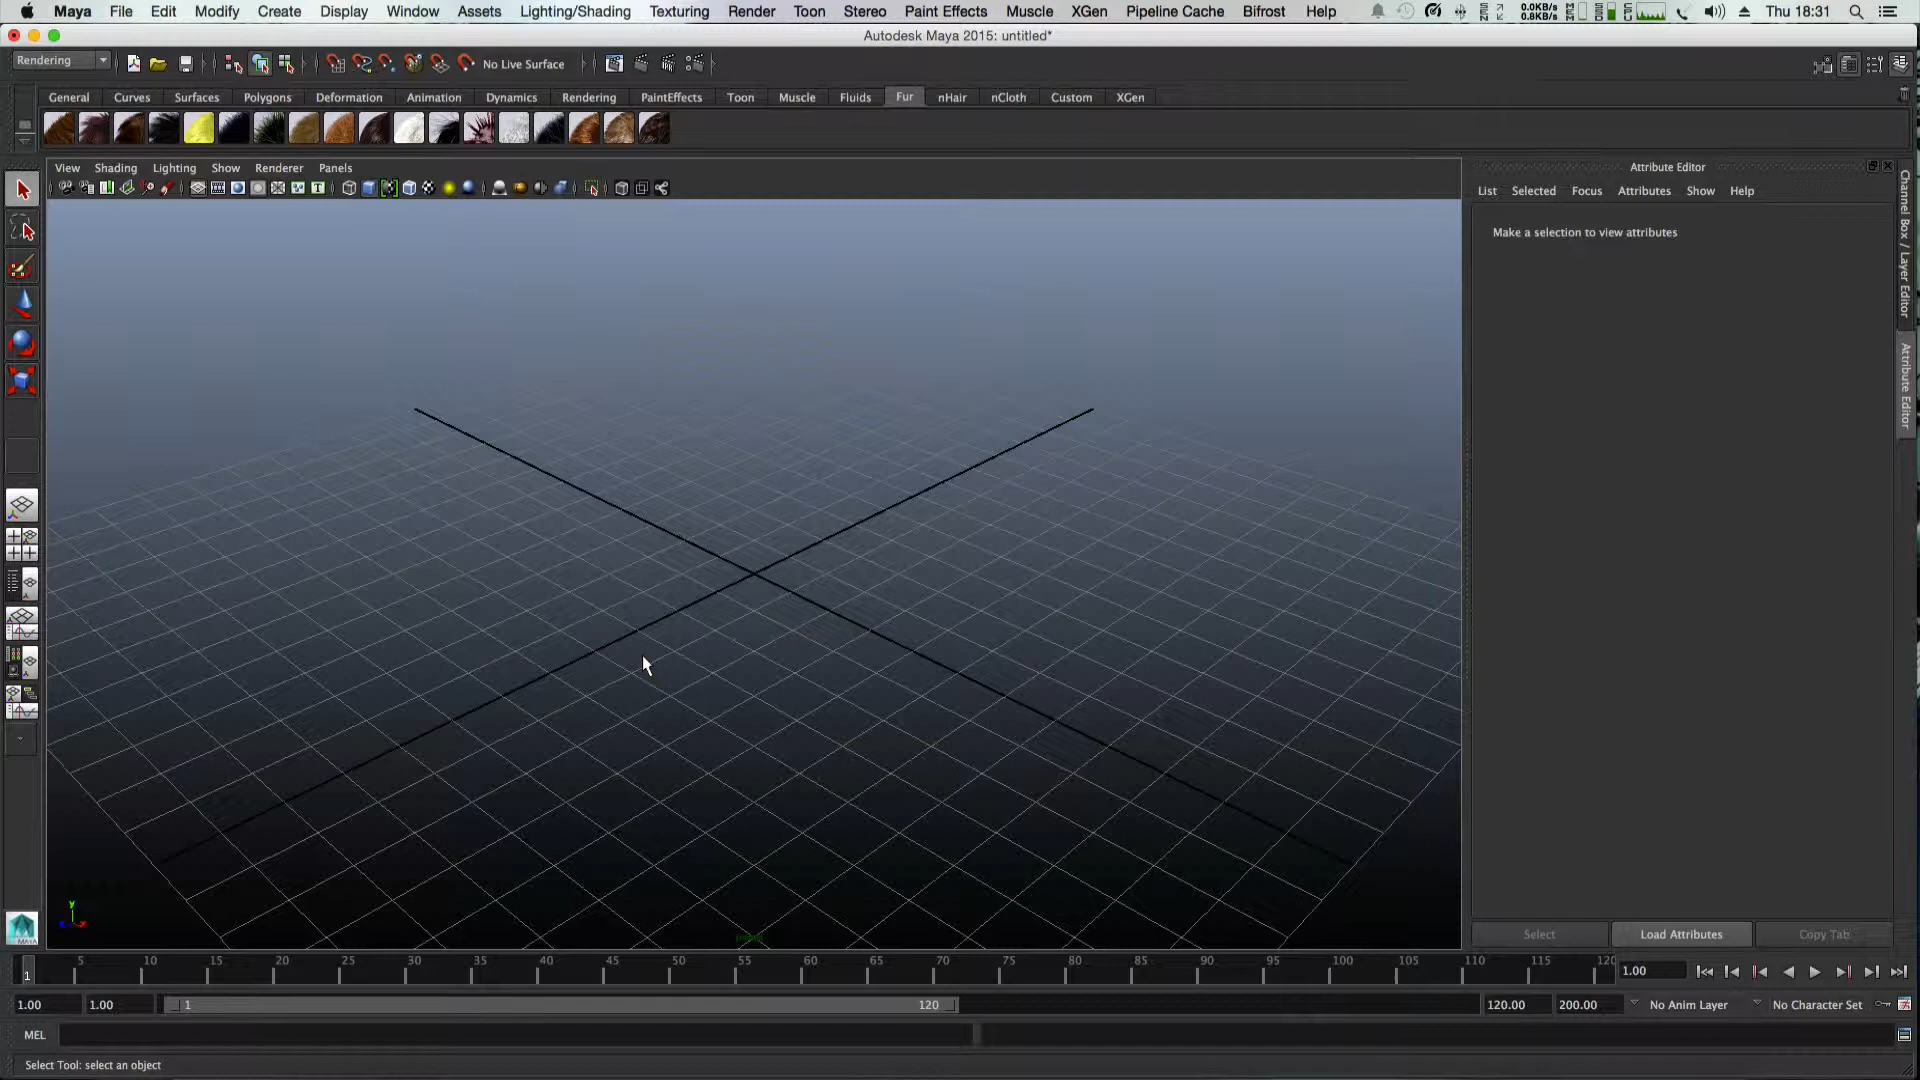 Maya File Edit Modify Create Display Window Assets Lighting/Shading Texturing Render Toon Stereo Paint Effects Muscle XGen Pipeline Cache Bifrost Help 0.0KB/s 0.8KB/s Thu 18:31
Autodesk Maya 2015: untitled*
Rendering No Live Surface
General Curves Surfaces Polygons Deformation Animation Dynamics Rendering PaintEffects Toon Muscle Fluids Fur nHair nCloth Custom XGen
View Shading Lighting Show Renderer Panels
Attribute Editor
List Selected Focus Attributes Show Help
Make a selection to view attributes
Channel Box / Layer Editor
Attribute Editor
MAYA
Select Load Attributes Copy Tab
1 5 10 15 20 25 30 35 40 45 50 55 60 65 70 75 80 85 90 95 100 105 110 115 120 1.00
1.00 1.00 1 120 120.00 200.00 No Anim Layer No Character Set
MEL
Select Tool: select an object